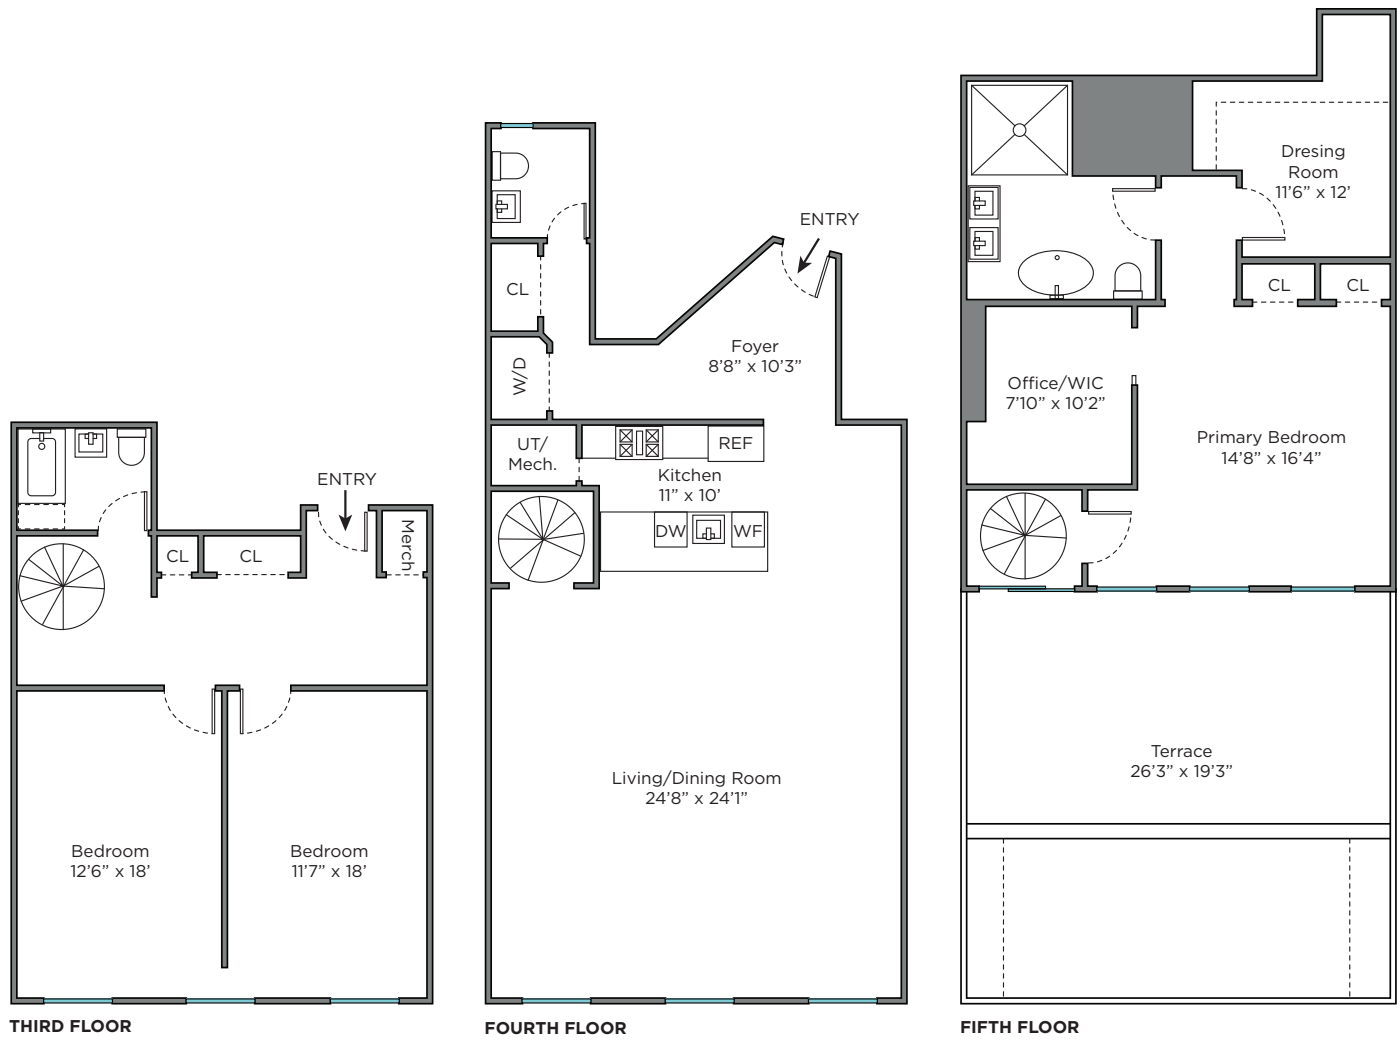 ENTRY
CL
CL
Merch
Bedroom
12’6” x 18’
Bedroom
11’7” x 18’
THIRD FLOOR
ENTRY
CL
W/D
Foyer
8’8” x 10’3”
UT/
Mech.
REF
Kitchen
11” x 10’
DW
WF
Living/Dining Room
24’8” x 24’1”
FOURTH FLOOR
Dresing
Room
11’6” x 12’
CL
CL
Office/WIC
7’10” x 10’2”
Primary Bedroom
14’8” x 16’4”
Terrace
26’3” x 19’3”
FIFTH FLOOR